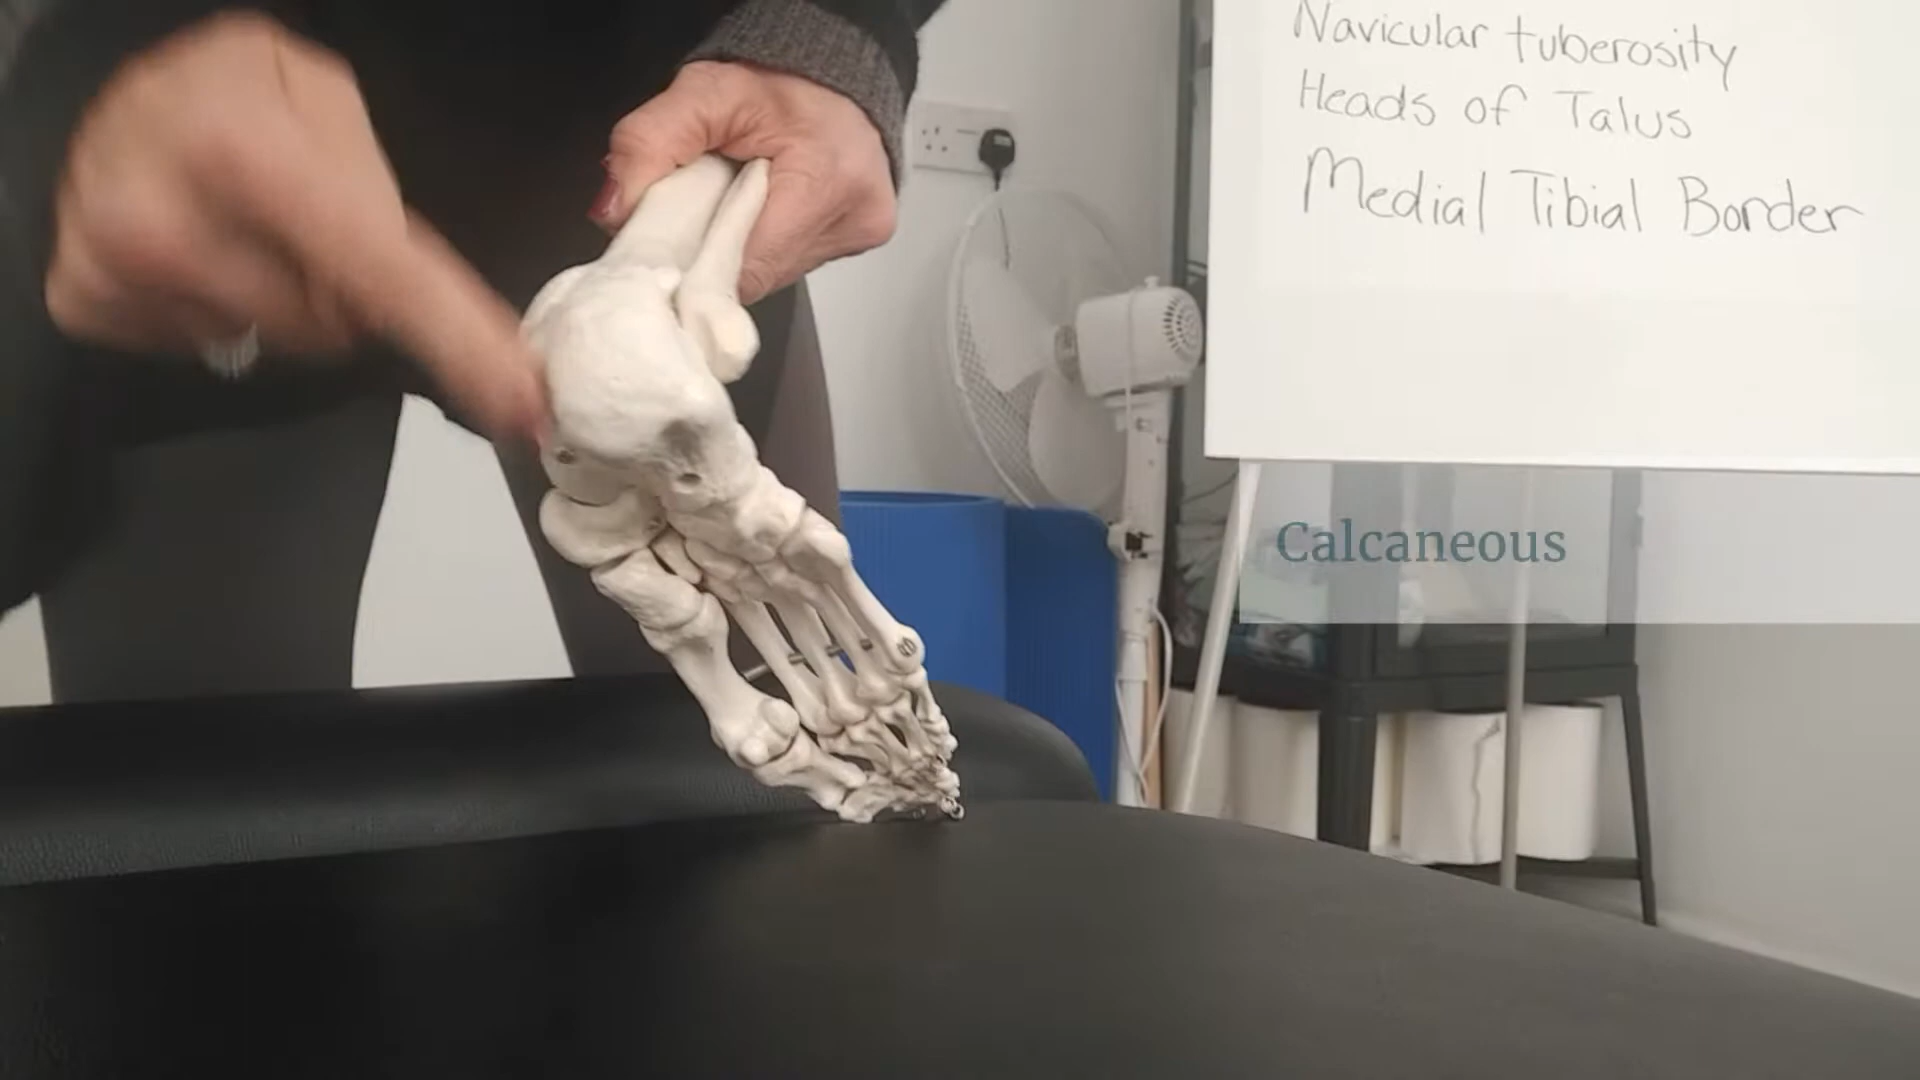 Navicular tuberosity
Heads of Talus
Medial Tibial Border
Calcaneous